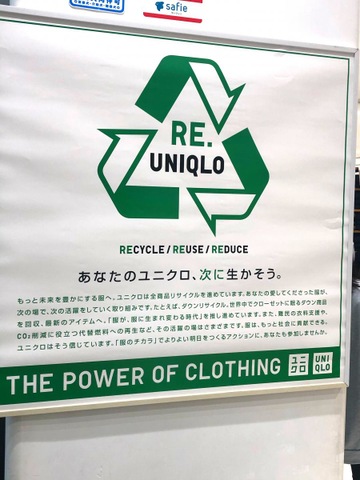 safie
RE.
UNIQLO
RECYCLE / REUSE / REDUCE
あなたのユニクロ、次に生かそう。
もっと未来を豊かにする服へ。ユニクロは全商品リサイクルを進めています。あなたの愛してくださった服が、
次の場で、次の活躍をしていく取り組みです。たとえば、ダウンリサイクル。世界中でクローゼットに眠るダウン商品
を回収、最新のアイテムへ。「服が、服に生まれ変わる時代」を推し進めています。また、難民の衣料支援や、
CO₂削減に役立つ代替燃料への再生など、その活躍の場はさまざまです。服は、もっと社会に貢献できる。
ユニクロはそう信じています。「服のチカラ」でよりよい明日をつくるアクションに、あなたも参加しませんか。
THE POWER OF CLOTHING
ユニ
クロ
UNI
QLO